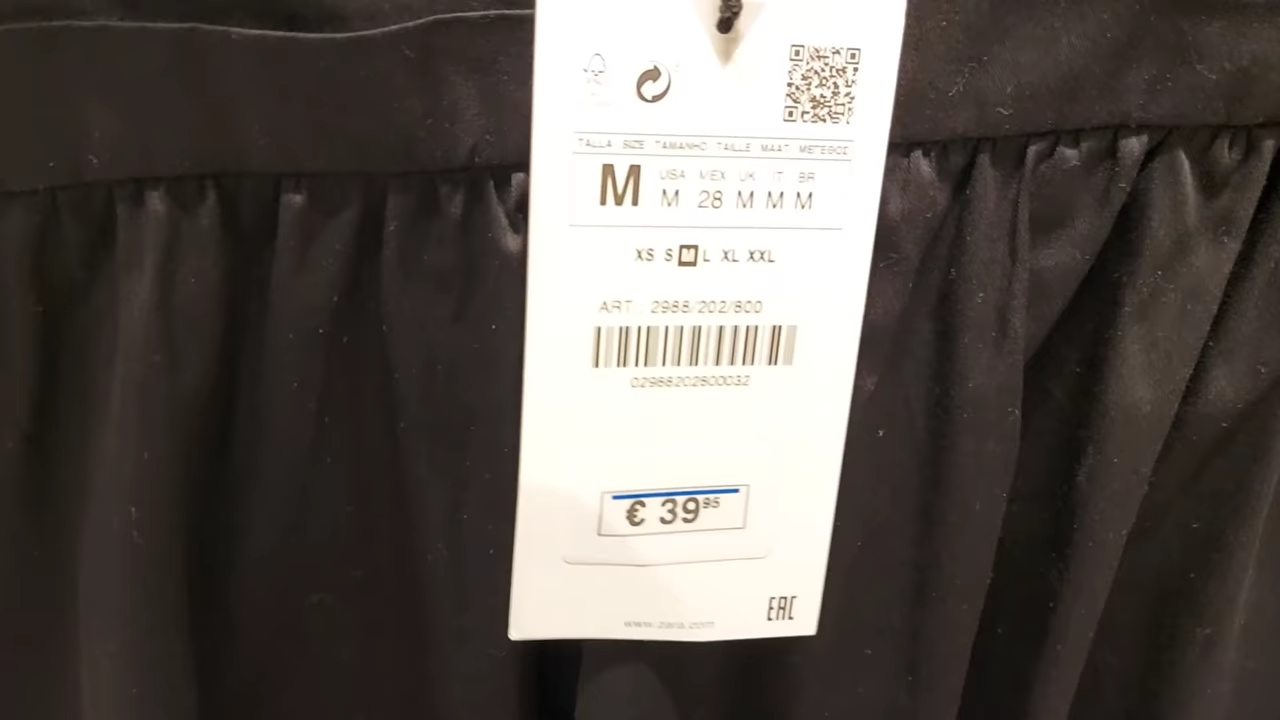 TALLA SIZE TAMANHO TAILLE MAAT
M USA MEX UK IT BR
M 28 M M M
XS S M L XL XXL
ART : 2988/202/800
02988202800032
€ 39 95
www.zara.com
EAC